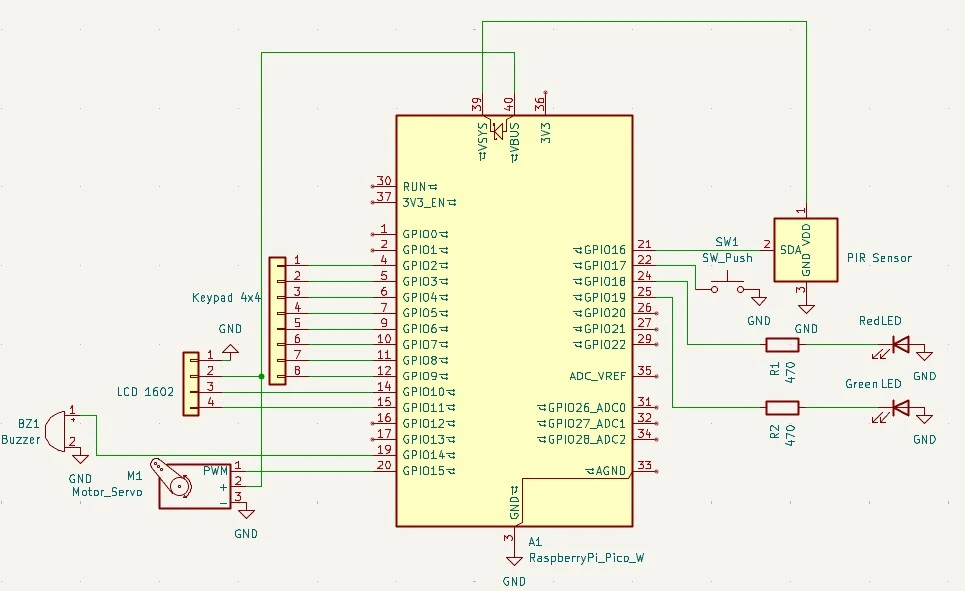 39
40
36
VSYS
VBUS
3V3
30 RUN
37 3V3_EN
1 GPIO0
2 GPIO1
4 GPIO2
5 GPIO3
6 GPIO4
7 GPIO5
9 GPIO6
10 GPIO7
11 GPIO8
12 GPIO9
14 GPIO10
15 GPIO11
16 GPIO12
17 GPIO13
19 GPIO14
20 GPIO15
GPIO16 21
GPIO17 22
GPIO18 24
GPIO19 25
GPIO20 26
GPIO21 27
GPIO22 29
ADC_VREF 35
GPIO26_ADC0 31
GPIO27_ADC1 32
GPIO28_ADC2 34
AGND 33
GND
3
A1
RaspberryPi_Pico_W
GND
Keypad 4x4
1
2
3
4
5
6
7
8
GND
LCD 1602
1
2
3
4
BZ1
Buzzer
1
+
2
GND
M1
Motor_Servo
PWM 1
+ 2
- 3
GND
SW1
SW_Push
GND
1
2 SDA
VDD
GND
3
PIR Sensor
GND
R1
470
RedLED
GND
R2
470
Green LED
GND